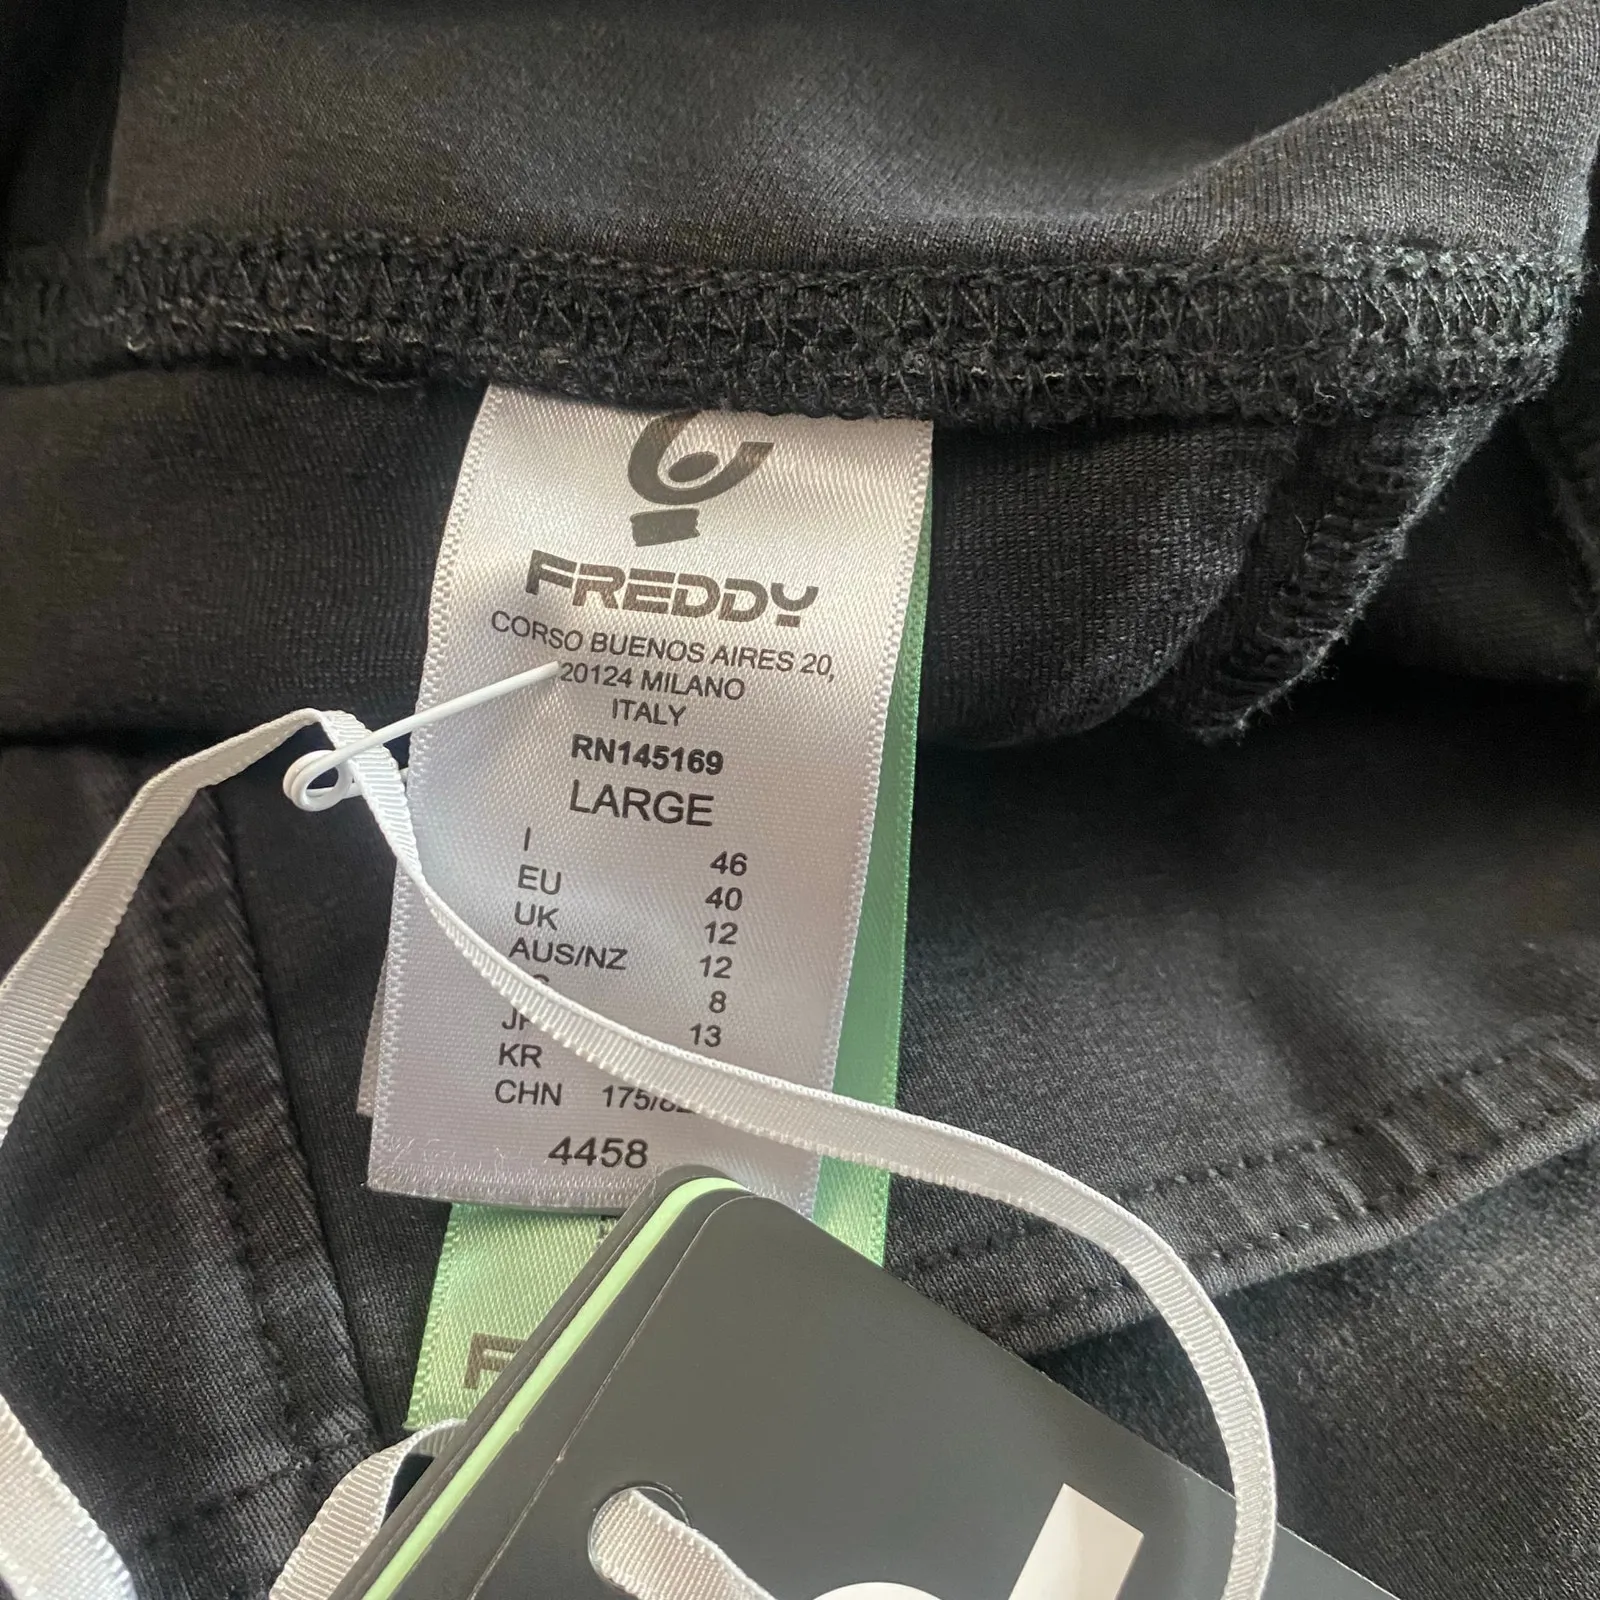 FREDDY
CORSO BUENOS AIRES 20,
20124 MILANO
ITALY
RN145169
LARGE
I 46
EU 40
UK 12
AUS/NZ 12
8
13
KR
CHN
4458